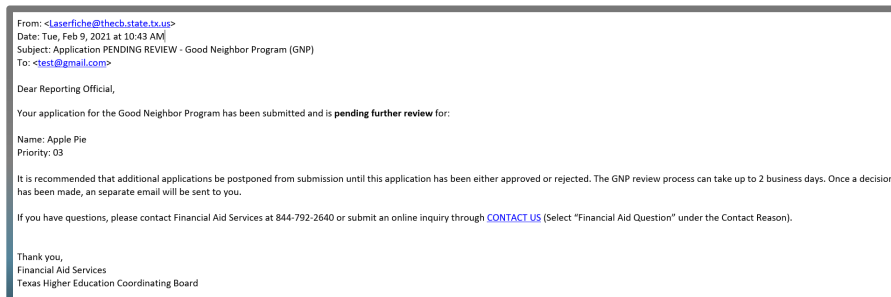 From: <Laserfiche@thecb.state.tx.us>
Date: Tue, Feb 9, 2021 at 10:43 AM
Subject: Application PENDING REVIEW - Good Neighbor Program (GNP)
To: <test@gmail.com>
Dear Reporting Official,
Your application for the Good Neighbor Program has been submitted and is pending further review for:
Name: Apple Pie
Priority: 03
It is recommended that additional applications be postponed from submission until this application has been either approved or rejected. The GNP review process can take up to 2 business days. Once a decision
has been made, an separate email will be sent to you.
If you have questions, please contact Financial Aid Services at 844-792-2640 or submit an online inquiry through CONTACT US (Select “Financial Aid Question” under the Contact Reason).
Thank you,
Financial Aid Services
Texas Higher Education Coordinating Board